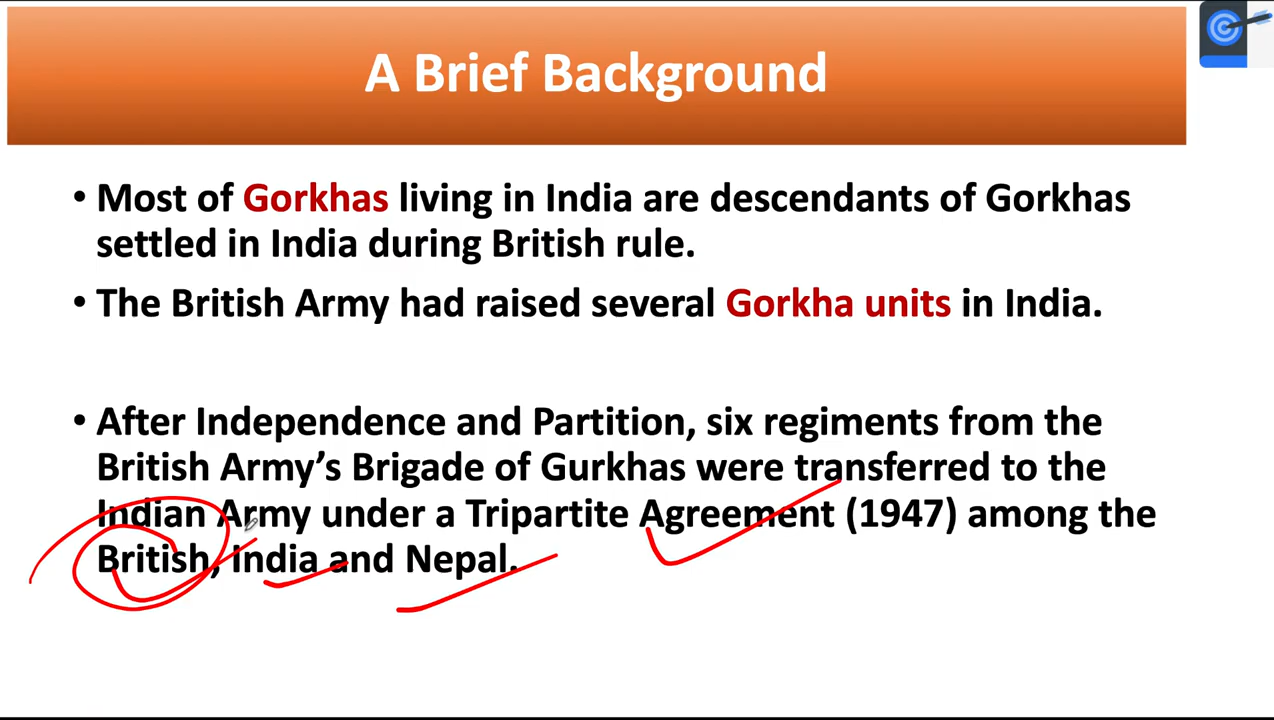 A Brief Background
• Most of Gorkhas living in India are descendants of Gorkhas
settled in India during British rule.
• The British Army had raised several Gorkha units in India.
• After Independence and Partition, six regiments from the
British Army’s Brigade of Gurkhas were transferred to the
Indian Army under a Tripartite Agreement (1947) among the
British, India and Nepal.